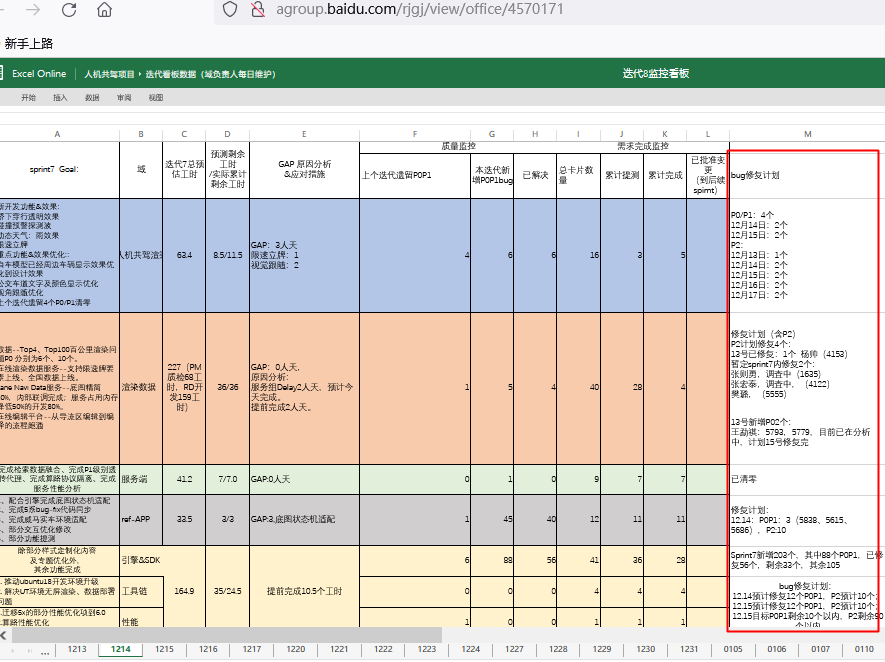 agroup.baidu.com/rjgj/view/office/4570171
新手上路
Excel Online
人机共驾项目 › 迭代看板数据（域负责人每日维护）
迭代8监控看板
开始 插入 数据 审阅 视图
A B C D E F G H I J K L M
sprint7 Goal:
域
迭代7总预
估工时
预测剩余
工时
/实际累计
剩余工时
GAP 原因分析
&应对措施
质量监控
需求完成监控
上个迭代遗留P0P1
本迭代新
增P0P1bug
已解决
总卡片数
量
累计提测
累计完成
已批准变
更
（到后续
spirnt)
bug修复计划
新开发功能&效果:
桥下穿行透明效果
碰撞预警探测波
动态天气：雨效果
限速立牌
重点功能&效果优化::
自车模型已经周边车辆显示效果优
化到设计效果
公交车道文字及颜色显示优化
视角跟随优化
上个迭代遗留4个P0/P1清零
人机共驾渲
63.4
8.5/11.5
GAP：3人天
限速立牌：1
视觉跟随：2
4 6 6 16 3 5
P0/P1：4个
12月14日：2个
12月15日：2个
P2:
12月13日：1个
12月14日：2个
12月15日：2个
12月16日：2个
12月17日：2个
数据--Top4、Top100百公里渲染问
题P0 分别为6个、10个。
在线渲染数据服务--支持限速牌要
素上线、全国数据上线。
Lane Navi Data服务--底图精简
0%，内部联调完成；服务占用内存
降低50%的开发80%。
在线编辑平台--从导流区编辑到编
译的流程跑通
渲染数据
227（PM
质检68工
时，RD开
发159工
时）
36/36
GAP：0人天，
原因分析:
服务组Delay2人天，预计今
天完成。
提前完成2人天。
1 5 4 40 28 4
修复计划（含P2）
P2计划修复4个：
13号已修复：1个 杨帅（4153）
暂定sprint7内修复2个：
张则勇，调查中（1635）
张宏泰，调查中，（4122）
樊璐，（5555）
13号新增P02个：
王勐祺：5793，5779，目前已在分析
中，计划15号修复完
完成检索数据融合、完成P1级别透
传代理、完成算路协议隔离、完成
服务性能分析
服务端
41.2
7/7.0
GAP:0人天
0 1 0 9 7 7
已清零
、配合引擎完成底图状态机适配
、完成5系bug-fix代码同步
、完成威马实车环境适配
、部分交互优化修改
、部分功能提测
ref-APP
33.5
3/3
GAP:3,底图状态机适配
1 45 40 12 11 11
修复计划:
12.14：P0P1：3（5838、5615、
5686），P2:10
除部分样式定制化内容
及专题优化外，
其余功能完成
引擎&SDK
6 88 56 41 36 28
Sprint7新增203个，其中88个P0P1，已修
复56个，剩余33个，其余105
.推动ubuntu18开发环境升级
.解决UT环境无屏渲染、数据部署
问题
工具链
164.9
35/24.5
提前完成10.5个工时
0 0 0 4 4 4
bug修复计划:
12.14预计修复12个P0P1，P2预计10个；
12.15预计修复12个P0P1，P2预计10个；
12.15目标P0P1剩余10个以内，P2剩余90
个以内
.迁移5x的部分性能优化项到6.0
.算路性能优化
性能
1 0 0 1 1 1
... 1213 1214 1215 1216 1217 1220 1221 1222 1223 1224 1227 1228 1229 1230 1231 0105 0106 0107 0110